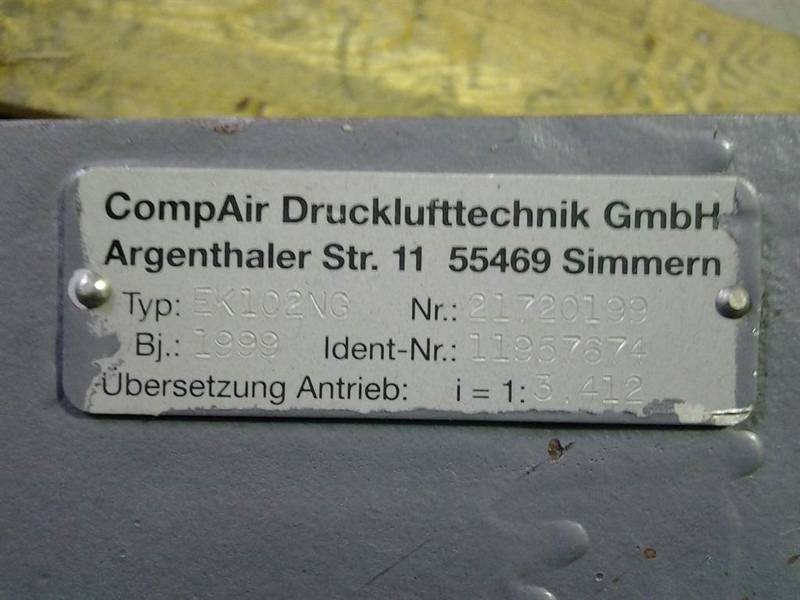 CompAir Drucklufttechnik GmbH
Argenthaler Str. 11 55469 Simmern
Typ: EK102NG Nr.: 21720199
Bj.: 1999 Ident-Nr.: 11957674
Übersetzung Antrieb: i = 1: 3.412